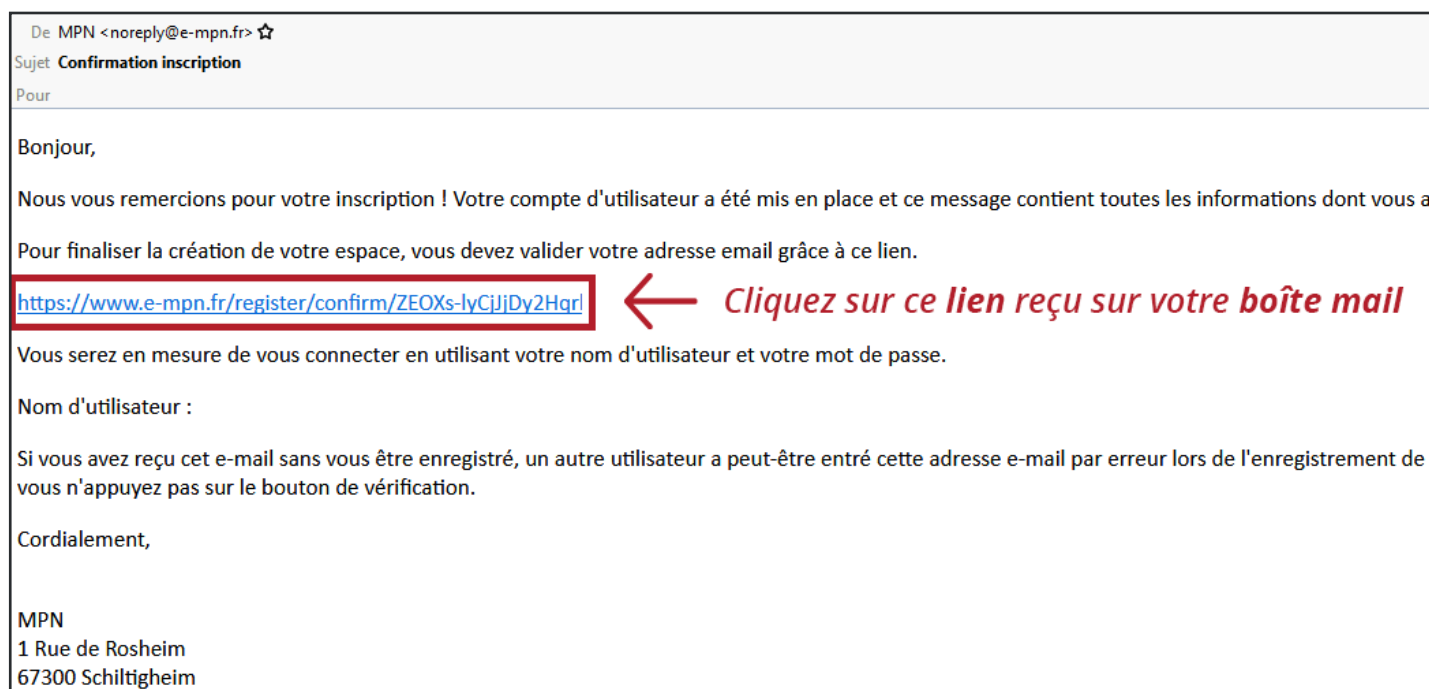 De MPN <noreply@e-mpn.fr>
Sujet Confirmation inscription
Pour
Bonjour,
Nous vous remercions pour votre inscription ! Votre compte d'utilisateur a été mis en place et ce message contient toutes les informations dont vous a
Pour finaliser la création de votre espace, vous devez valider votre adresse email grâce à ce lien.
https://www.e-mpn.fr/register/confirm/ZEOXs-lyCjJjDy2Hqr
Cliquez sur ce lien reçu sur votre boîte mail
Vous serez en mesure de vous connecter en utilisant votre nom d'utilisateur et votre mot de passe.
Nom d'utilisateur :
Si vous avez reçu cet e-mail sans vous être enregistré, un autre utilisateur a peut-être entré cette adresse e-mail par erreur lors de l'enregistrement de
vous n'appuyez pas sur le bouton de vérification.
Cordialement,
MPN
1 Rue de Rosheim
67300 Schiltigheim